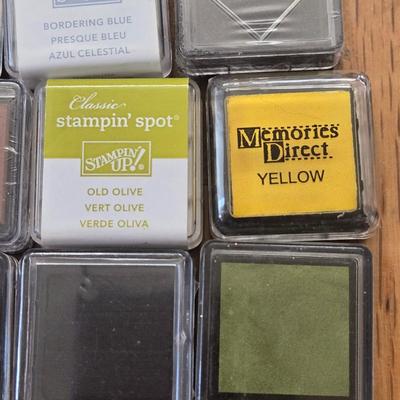 BORDERING BLUE
PRESQUE BLEU
AZUL CELESTIAL
Classic
stampin' spot®
STAMPIN' UP!®
OLD OLIVE
VERT OLIVE
VERDE OLIVA
Memories
Direct
YELLOW